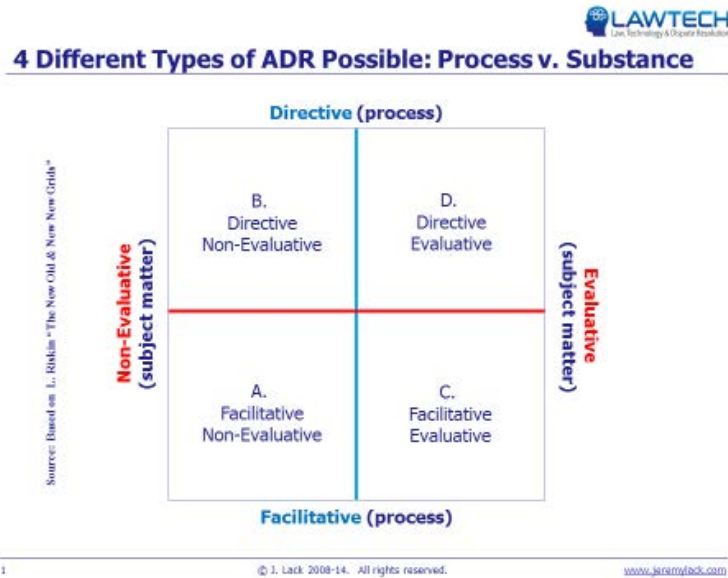 LAWTECH
Law, Technology & Dispute Resolution
4 Different Types of ADR Possible: Process v. Substance
Directive (process)
Source: Based on L. Riskin "The New Old & New New Grids"
Non-Evaluative
(subject matter)
B.
Directive
Non-Evaluative
D.
Directive
Evaluative
Evaluative
(subject matter)
A.
Facilitative
Non-Evaluative
C.
Facilitative
Evaluative
Facilitative (process)
1
© J. Lack 2008-14. All rights reserved.
www.jeremylack.com